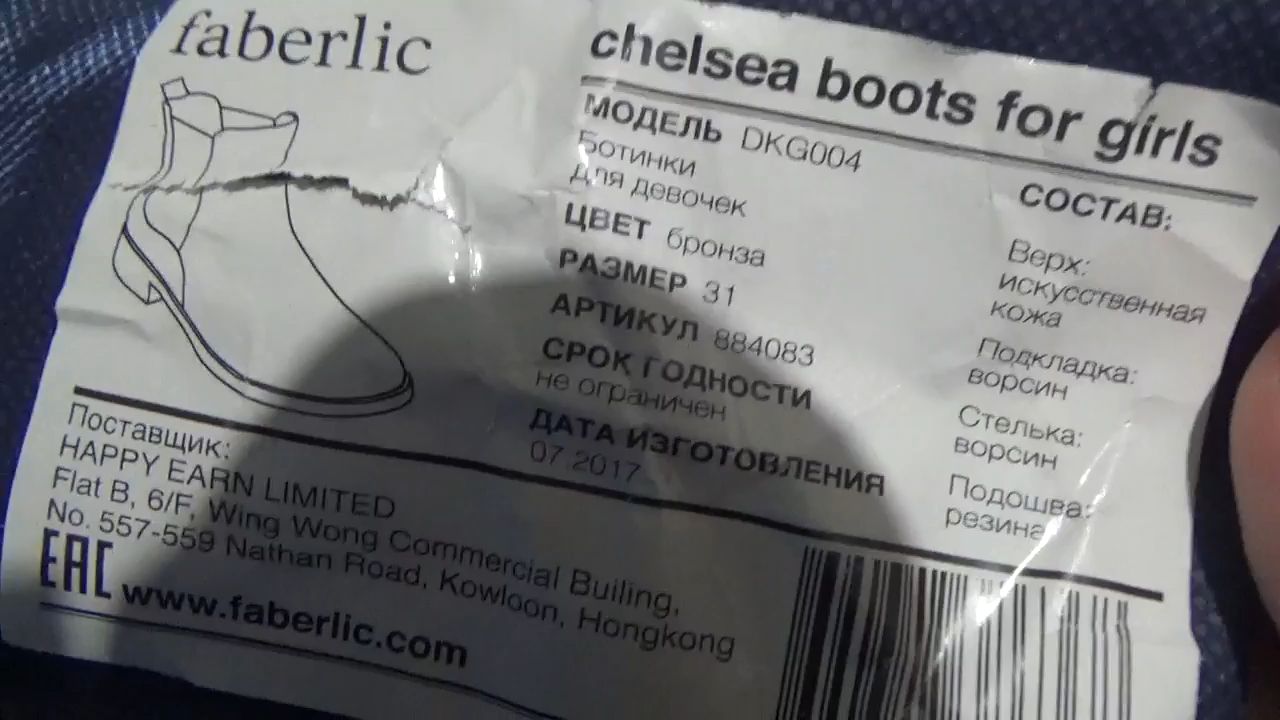 faberlic
chelsea boots for girls
МОДЕЛЬ DKG004
Ботинки
для девочек
ЦВЕТ бронза
РАЗМЕР 31
АРТИКУЛ 884083
СРОК ГОДНОСТИ
не ограничен
ДАТА ИЗГОТОВЛЕНИЯ
07.2017
СОСТАВ:
Верх:
искусственная
кожа
Подкладка:
ворсин
Стелька:
ворсин
Подошва:
резина
Поставщик:
HAPPY EARN LIMITED
Flat B, 6/F, Wing Wong Commercial Builing,
No. 557-559 Nathan Road, Kowloon, Hongkong
EAC www.faberlic.com